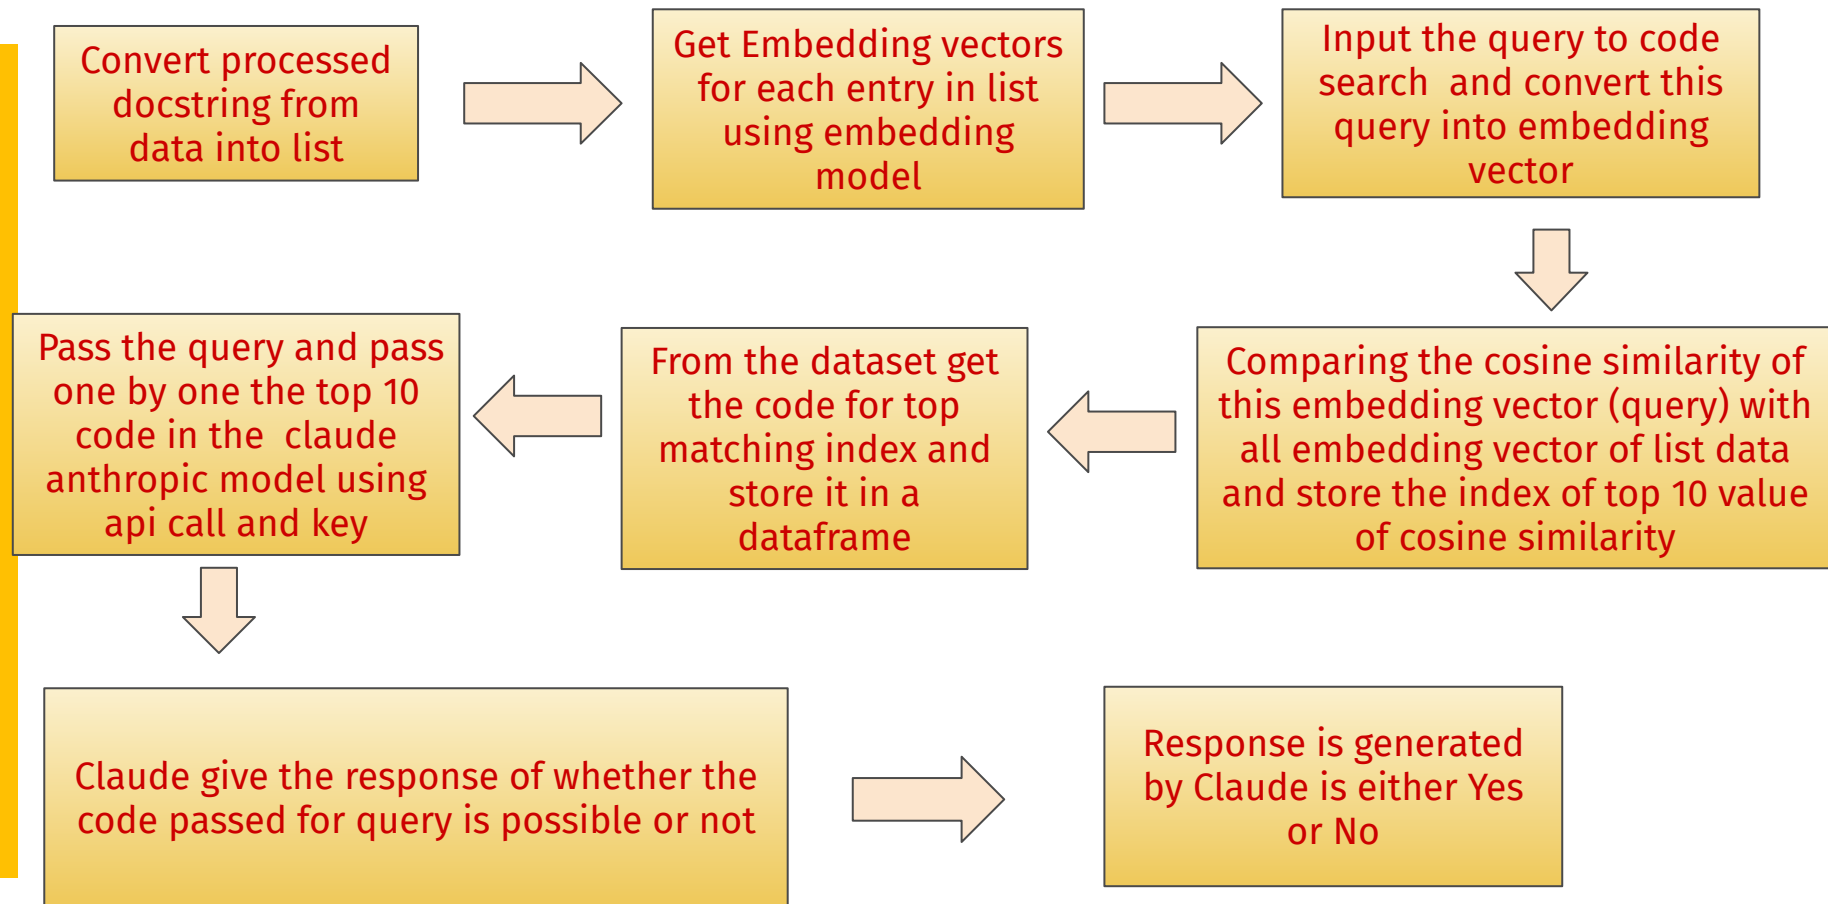 Convert processed
docstring from
data into list
Get Embedding vectors
for each entry in list
using embedding
model
Input the query to code
search and convert this
query into embedding
vector
Comparing the cosine similarity of
this embedding vector (query) with
all embedding vector of list data
and store the index of top 10 value
of cosine similarity
From the dataset get
the code for top
matching index and
store it in a
dataframe
Pass the query and pass
one by one the top 10
code in the claude
anthropic model using
api call and key
Claude give the response of whether the
code passed for query is possible or not
Response is generated
by Claude is either Yes
or No